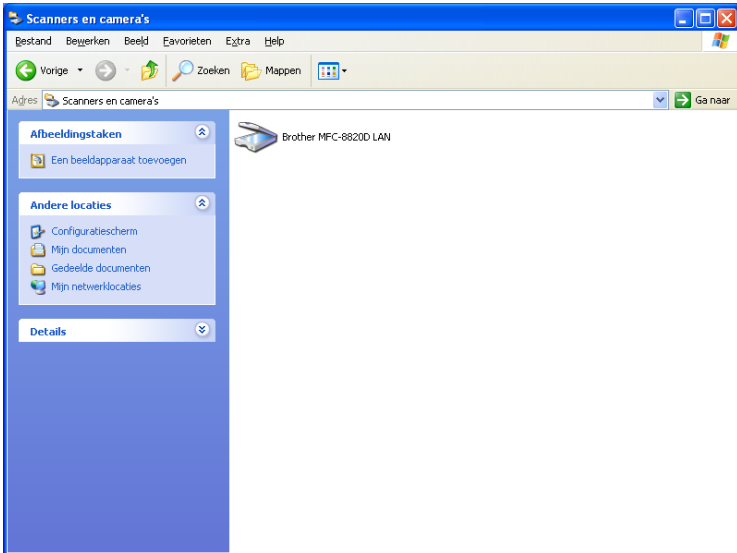 Scanners en camera's
Bestand Bewerken Beeld Favorieten Extra Help
Vorige Zoeken Mappen
Adres Scanners en camera's Ga naar
Afbeeldingstaken
Een beeldapparaat toevoegen
Andere locaties
Configuratiescherm
Mijn documenten
Gedeelde documenten
Mijn netwerklocaties
Details
Brother MFC-8820D LAN